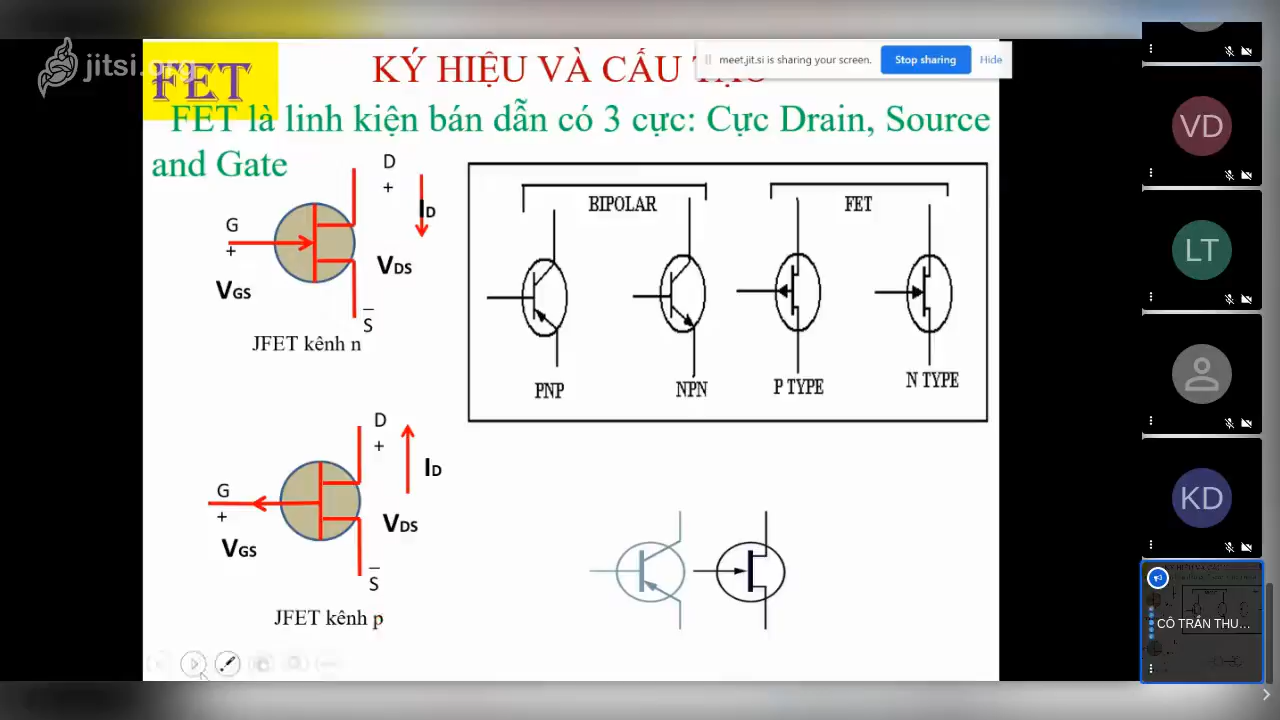 jitsi.org
FET
KÝ HIỆU VÀ CẤU TẠO
meet.jit.si is sharing your screen.
Stop sharing
Hide
FET là linh kiện bán dẫn có 3 cực: Cực Drain, Source
and Gate
D
+
ID
G
+
VDS
VGS
S
JFET kênh n
BIPOLAR
FET
PNP
NPN
P TYPE
N TYPE
D
+
ID
G
+
VDS
VGS
S
JFET kênh p
VD
LT
KD
CÔ TRẦN THU...